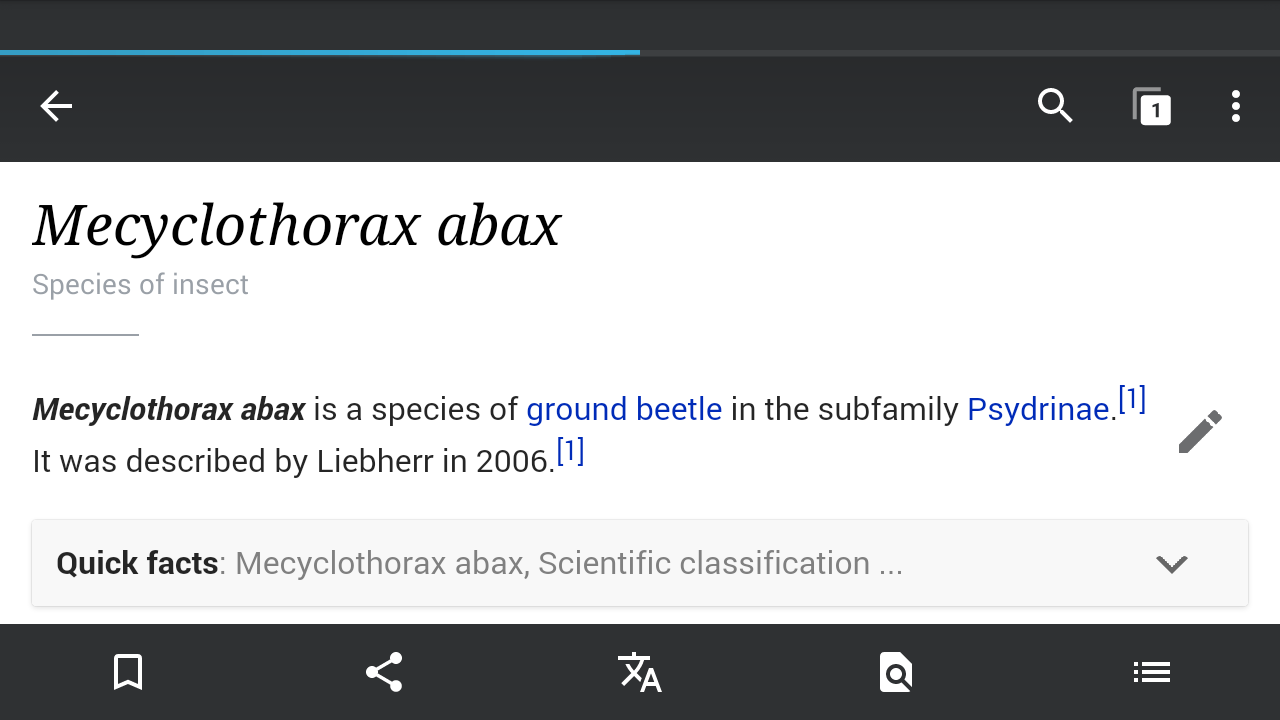 1
Mecyclothorax abax
Species of insect
Mecyclothorax abax is a species of ground beetle in the subfamily Psydrinae.[1]
It was described by Liebherr in 2006.[1]
Quick facts: Mecyclothorax abax, Scientific classification ...